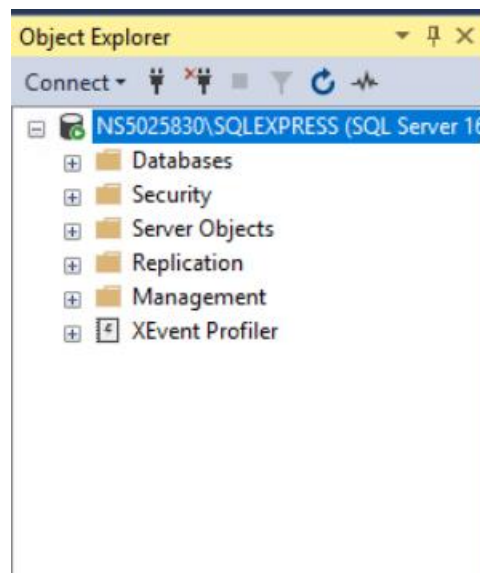 Object Explorer
Connect
NS5025830\SQLEXPRESS (SQL Server 16
Databases
Security
Server Objects
Replication
Management
XEvent Profiler